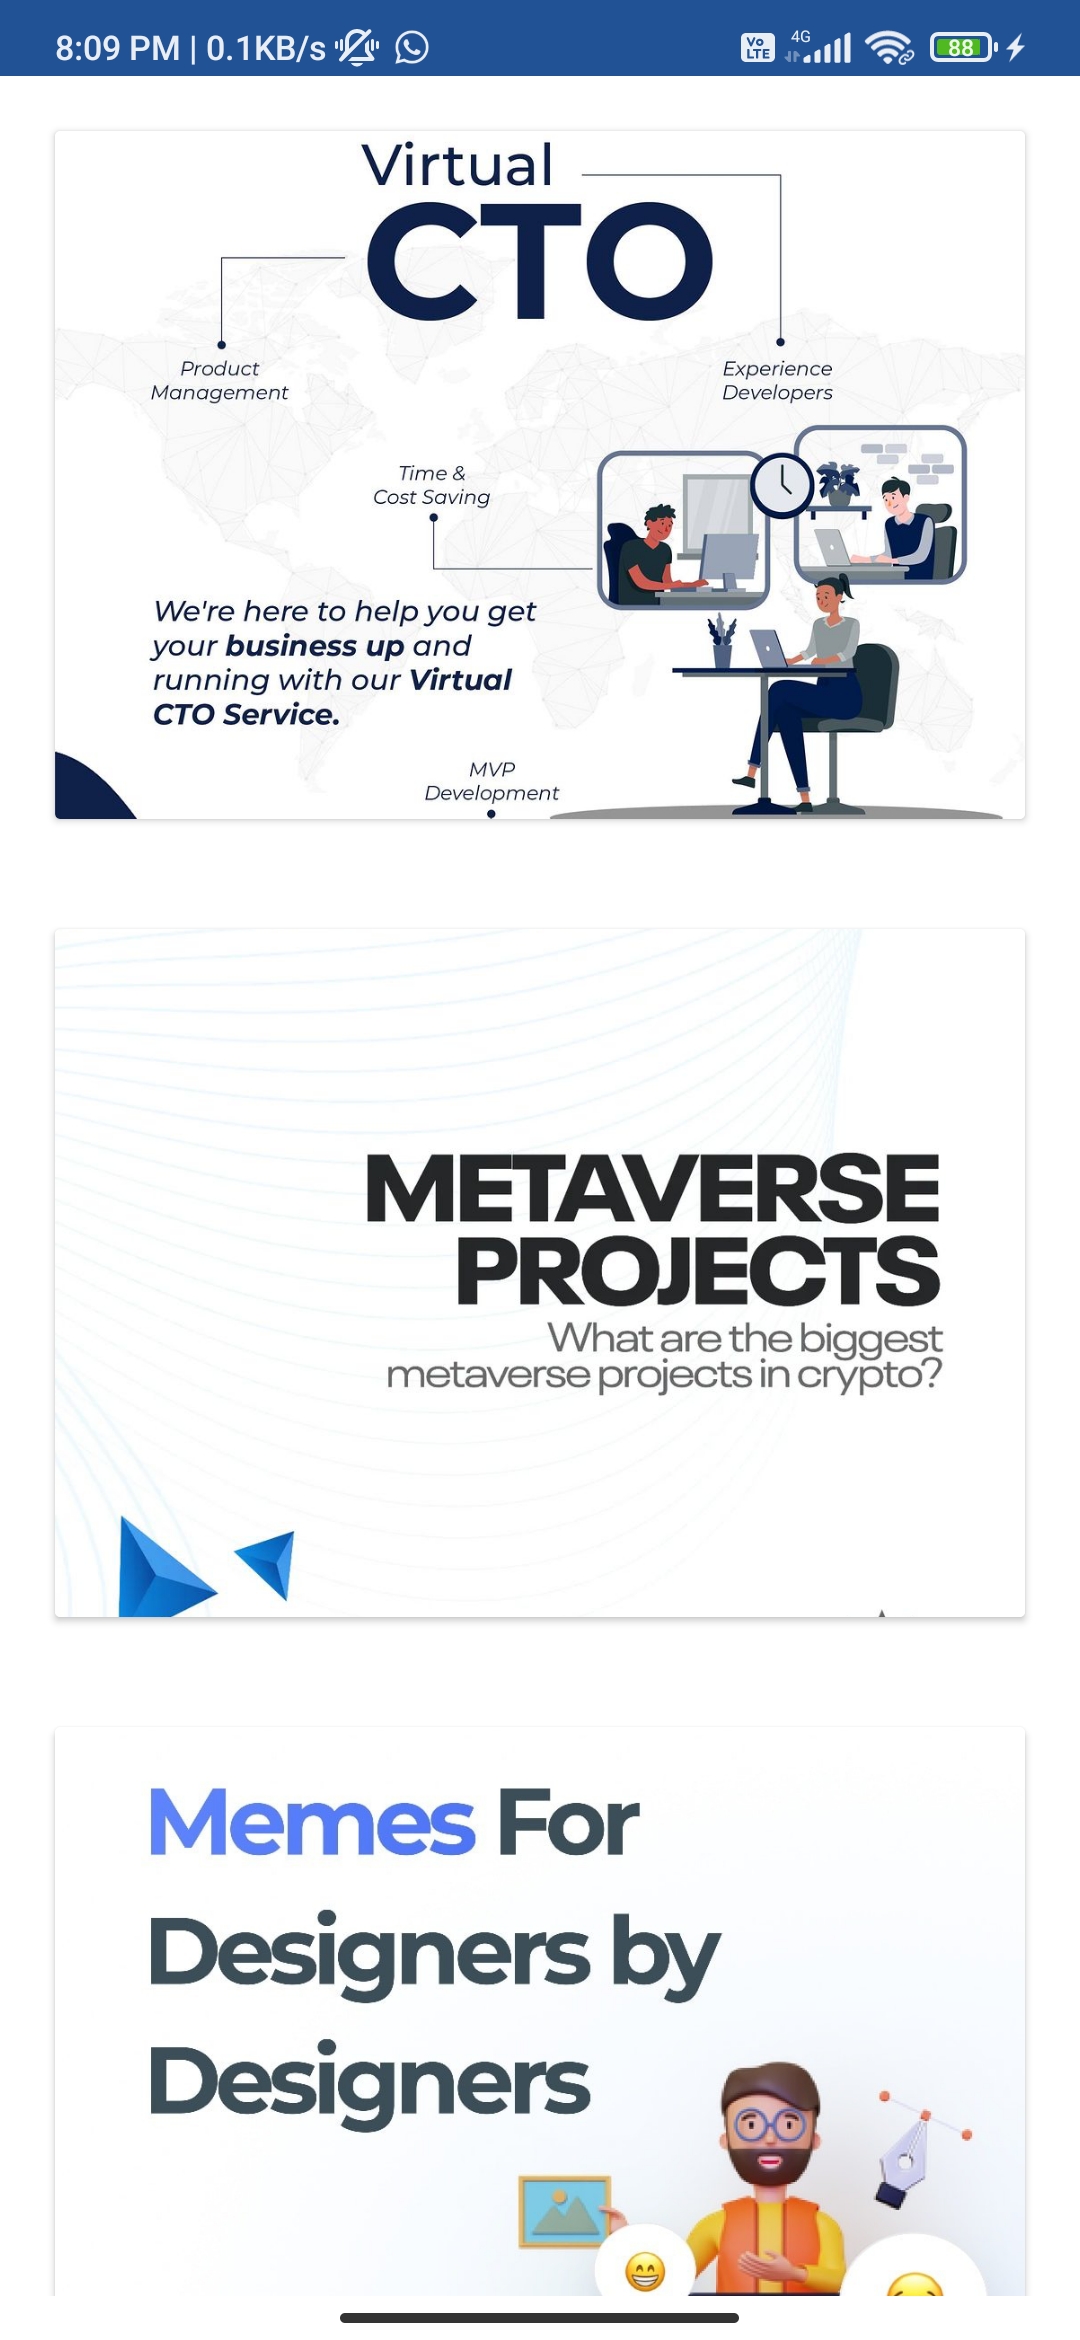 8:09 PM | 0.1KB/s
Vo LTE 4G 88
Virtual
CTO
Product
Management
Experience
Developers
Time &
Cost Saving
We're here to help you get
your business up and
running with our Virtual
CTO Service.
MVP
Development
METAVERSE
PROJECTS
What are the biggest
metaverse projects in crypto?
Memes For
Designers by
Designers